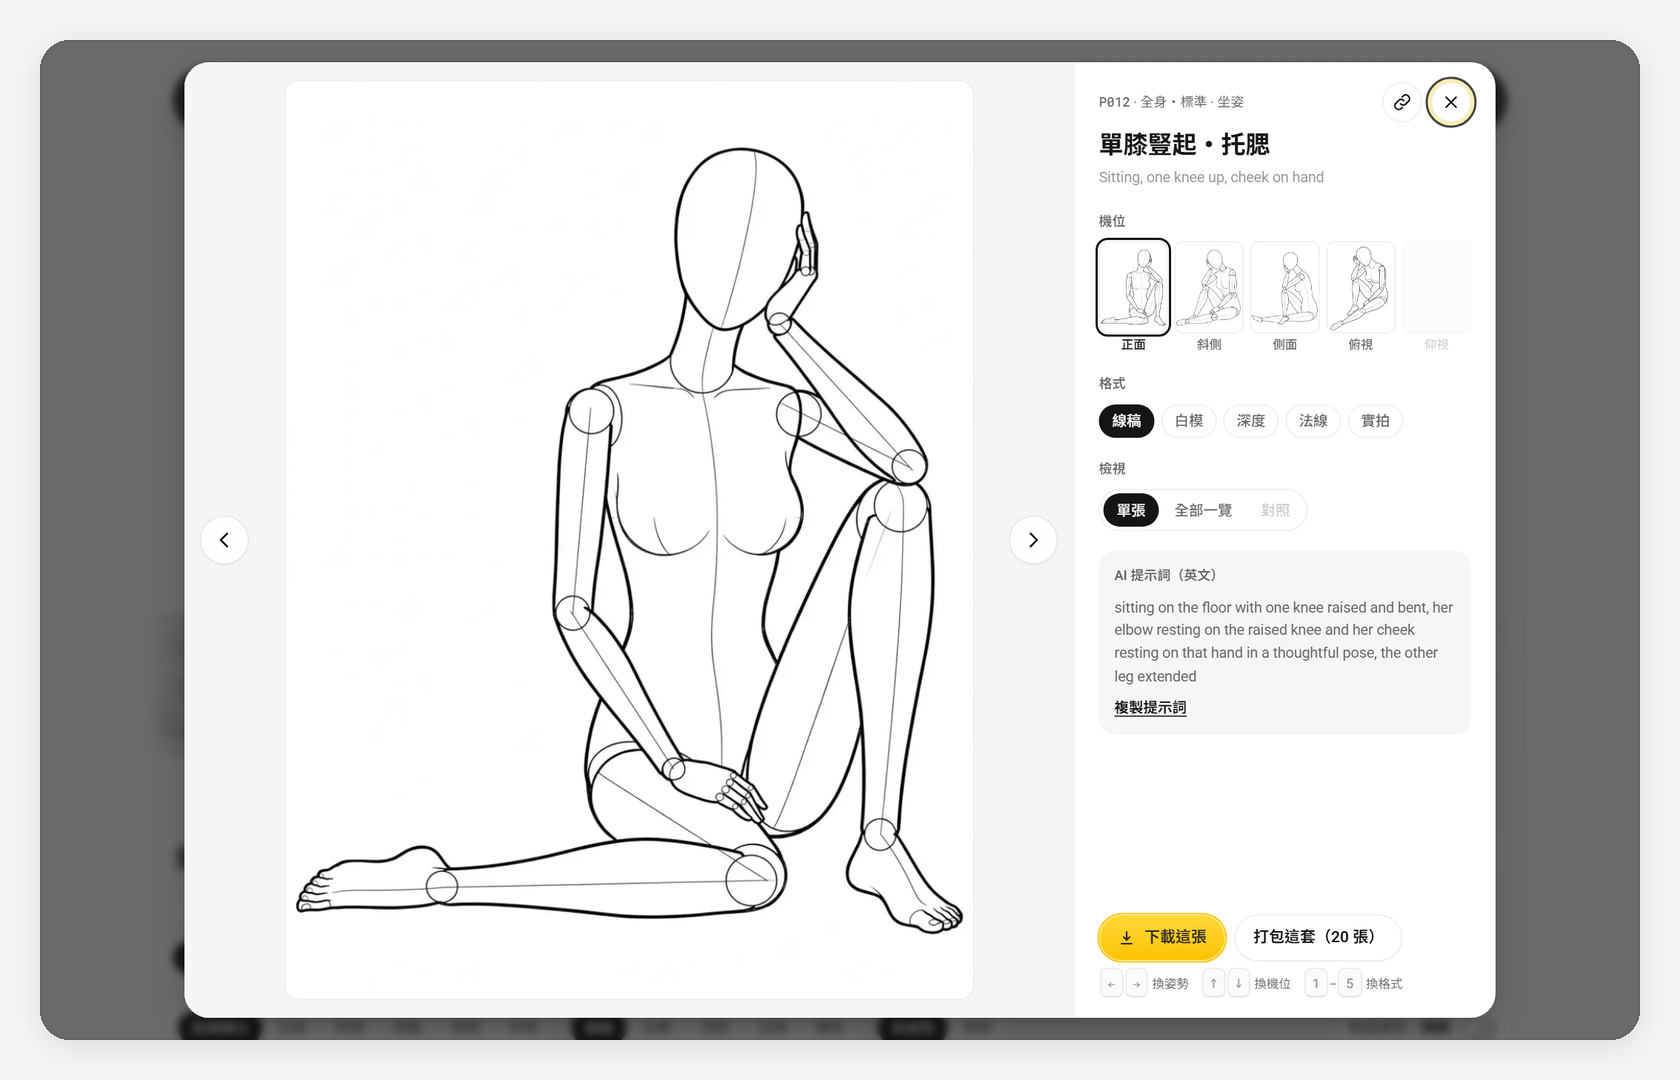 P012 · 全身・標準 · 坐姿
單膝豎起・托腮
Sitting, one knee up, cheek on hand
機位
正面 斜側 側面 俯視 仰視
格式
線稿 白模 深度 法線 實拍
檢視
單張 全部一覽 對照
AI 提示詞（英文）
sitting on the floor with one knee raised and bent, her
elbow resting on the raised knee and her cheek
resting on that hand in a thoughtful pose, the other
leg extended
複製提示詞
下載這張 打包這套（20 張）
← → 換姿勢 ↑ ↓ 換機位 1 – 5 換格式